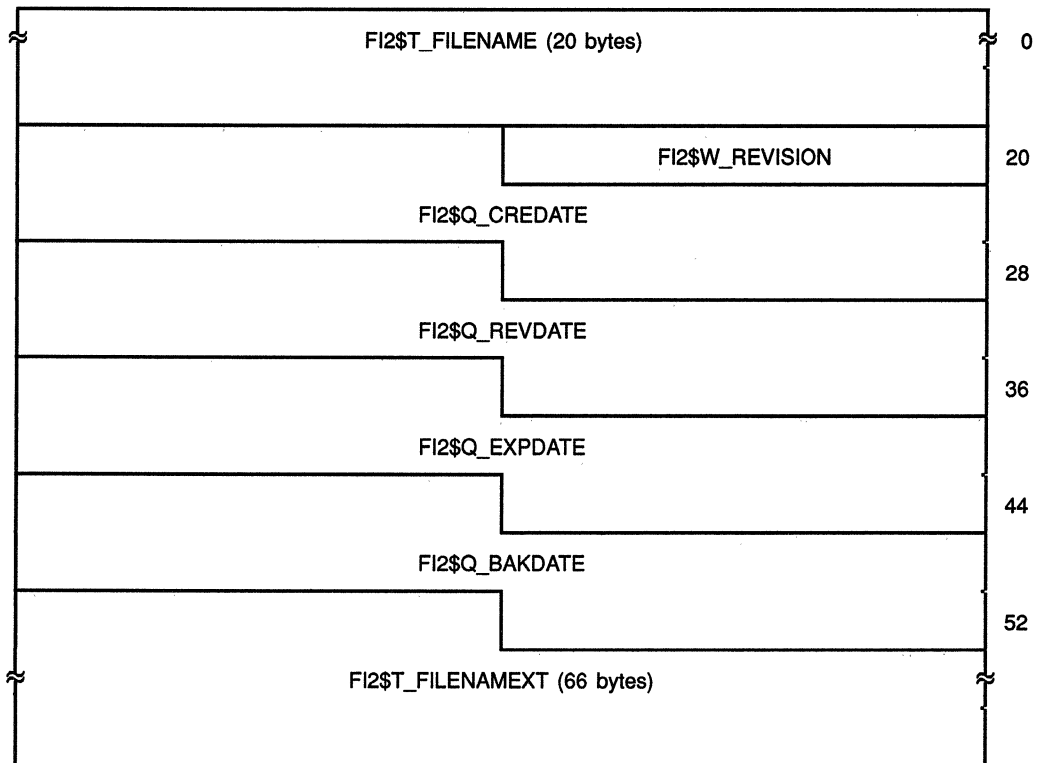 FI2$T_FILENAME (20 bytes) 0
FI2$W_REVISION 20
FI2$Q_CREDATE
28
FI2$Q_REVDATE
36
FI2$Q_EXPDATE
44
FI2$Q_BAKDATE
52
FI2$T_FILENAMEXT (66 bytes)